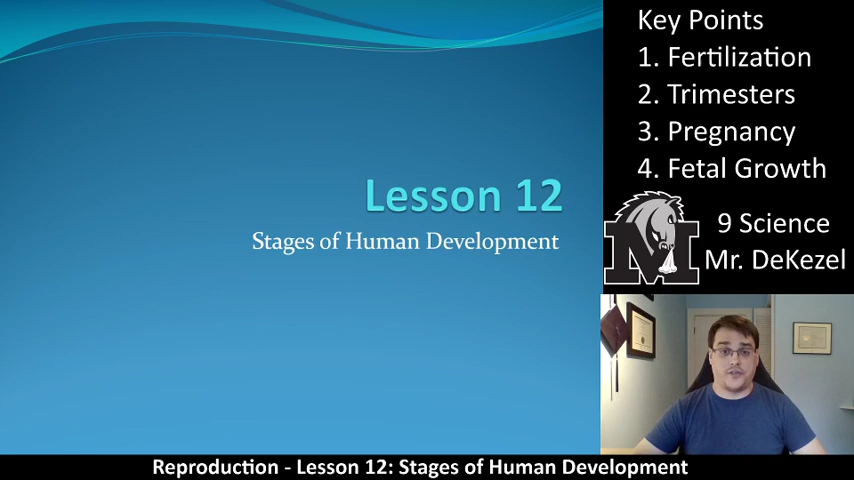 Lesson 12
Stages of Human Development
Key Points
1. Fertilization
2. Trimesters
3. Pregnancy
4. Fetal Growth
M
9 Science
Mr. DeKezel
Reproduction - Lesson 12: Stages of Human Development